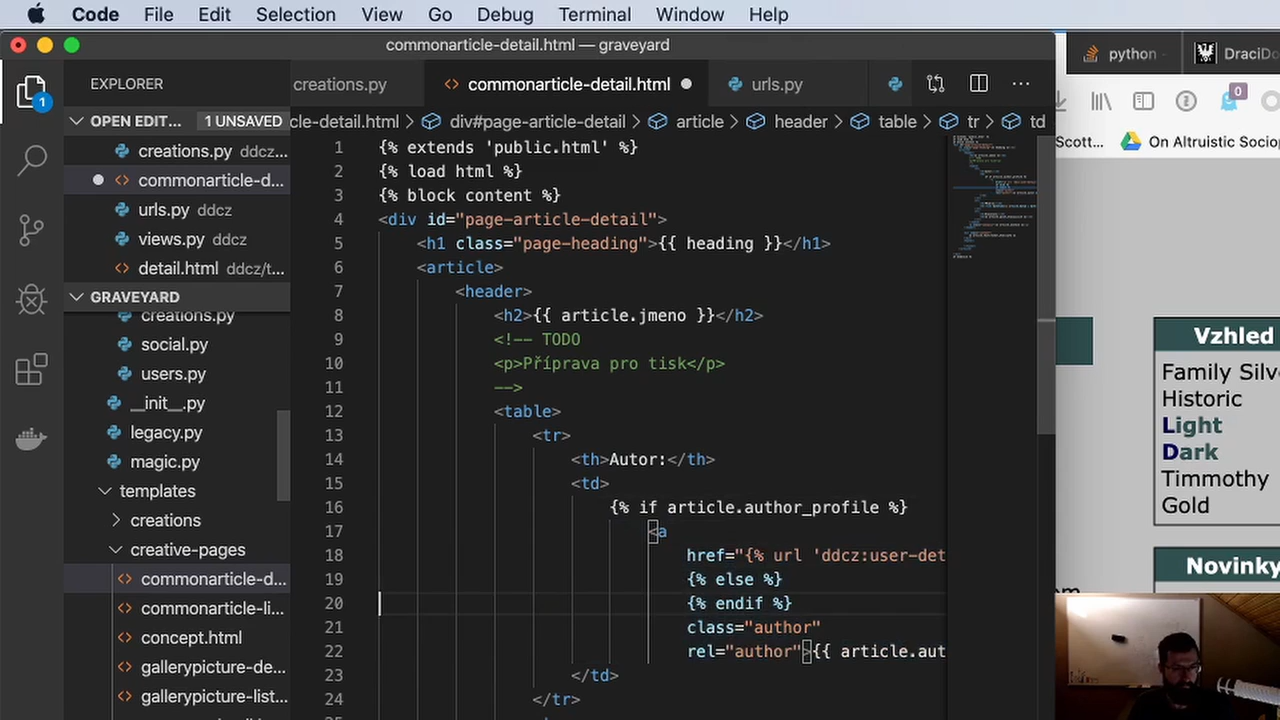 Code File Edit Selection View Go Debug Terminal Window Help
commonarticle-detail.html — graveyard
python
DraciDo
EXPLORER
creations.py
commonarticle-detail.html
urls.py
OPEN EDIT... 1 UNSAVED
cle-detail.html > div#page-article-detail > article > header > table > tr > td
creations.py ddcz...
commonarticle-d...
urls.py ddcz
views.py ddcz
detail.html ddcz/t...
GRAVEYARD
creations.py
social.py
users.py
__init__.py
legacy.py
magic.py
templates
creations
creative-pages
commonarticle-d...
commonarticle-li...
concept.html
gallerypicture-de...
gallerypicture-list...
1 {% extends 'public.html' %}
2 {% load html %}
3 {% block content %}
4 <div id="page-article-detail">
5 <h1 class="page-heading">{{ heading }}</h1>
6 <article>
7 <header>
8 <h2>{{ article.jmeno }}</h2>
9 <!-- TODO
10 <p>Příprava pro tisk</p>
11 -->
12 <table>
13 <tr>
14 <th>Autor:</th>
15 <td>
16 {% if article.author_profile %}
17 <a
18 href="{% url 'ddcz:user-det
19 {% else %}
20 {% endif %}
21 class="author"
22 rel="author">{{ article.aut
23 </td>
24 </tr>
1
0
Scott...
On Altruistic Sociop
Vzhled
Family Silve
Historic
Light
Dark
Timmothy
Gold
Novinky